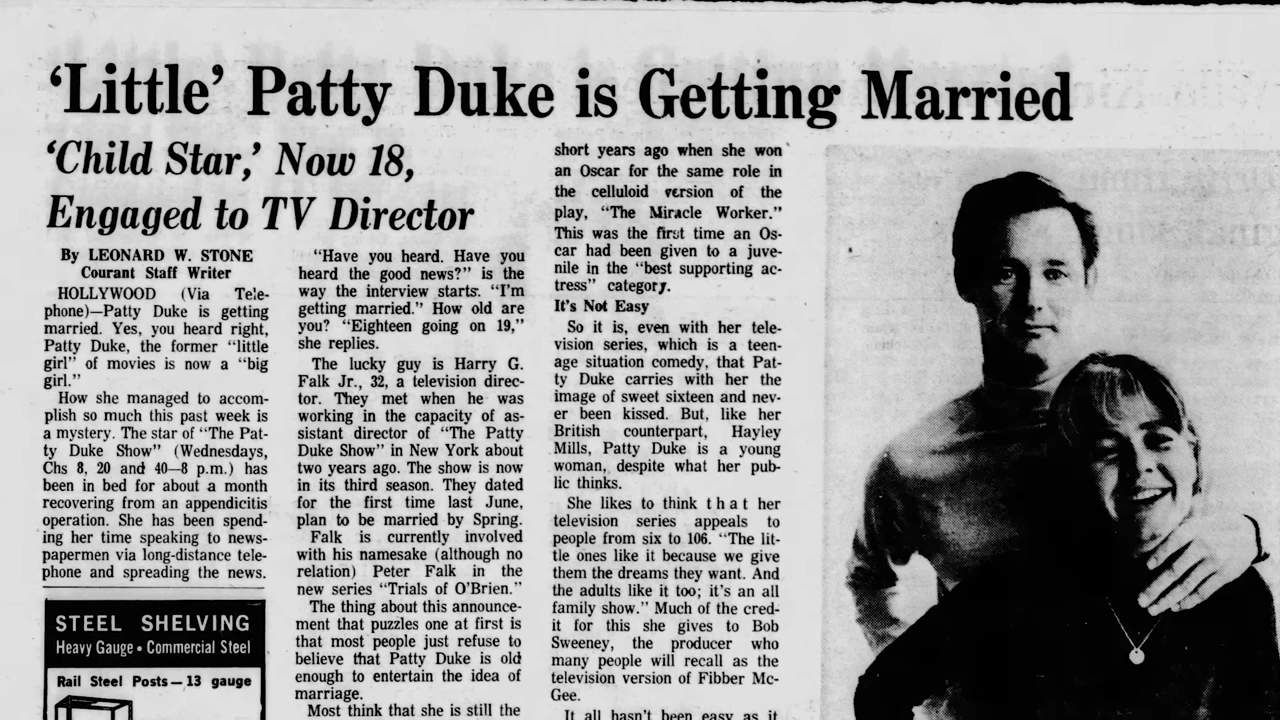 ‘Little’ Patty Duke is Getting Married
‘Child Star,’ Now 18,
Engaged to TV Director
By LEONARD W. STONE
Courant Staff Writer
HOLLYWOOD (Via Tele-
phone)—Patty Duke is getting
married. Yes, you heard right,
Patty Duke, the former “little
girl” of movies is now a “big
girl.”
How she managed to accom-
plish so much this past week is
a mystery. The star of “The Pat-
ty Duke Show” (Wednesdays,
Chs 8, 20 and 40—8 p.m.) has
been in bed for about a month
recovering from an appendicitis
operation. She has been spend-
ing her time speaking to news-
papermen via long-distance tele-
phone and spreading the news.
STEEL SHELVING
Heavy Gauge • Commercial Steel
Rail Steel Posts — 13 gauge
“Have you heard. Have you
heard the good news?” is the
way the interview starts. “I’m
getting married.” How old are
you? “Eighteen going on 19,”
she replies.
The lucky guy is Harry G.
Falk Jr., 32, a television direc-
tor. They met when he was
working in the capacity of as-
sistant director of “The Patty
Duke Show” in New York about
two years ago. The show is now
in its third season. They dated
for the first time last June,
plan to be married by Spring.
Falk is currently involved
with his namesake (although no
relation) Peter Falk in the
new series “Trials of O’Brien.”
The thing about this announce-
ment that puzzles one at first is
that most people just refuse to
believe that Patty Duke is old
enough to entertain the idea of
marriage.
Most think that she is still the
short years ago when she won
an Oscar for the same role in
the celluloid version of the
play, “The Miracle Worker.”
This was the first time an Os-
car had been given to a juve-
nile in the “best supporting ac-
tress” category.
It’s Not Easy
So it is, even with her tele-
vision series, which is a teen-
age situation comedy, that Pat-
ty Duke carries with her the
image of sweet sixteen and nev-
er been kissed. But, like her
British counterpart, Hayley
Mills, Patty Duke is a young
woman, despite what her pub-
lic thinks.
She likes to think that her
television series appeals to
people from six to 106. “The lit-
tle ones like it because we give
them the dreams they want. And
the adults like it too; it’s an all
family show.” Much of the cred-
it for this she gives to Bob
Sweeney, the producer who
many people will recall as the
television version of Fibber Mc-
Gee.
It all hasn’t been easy as it